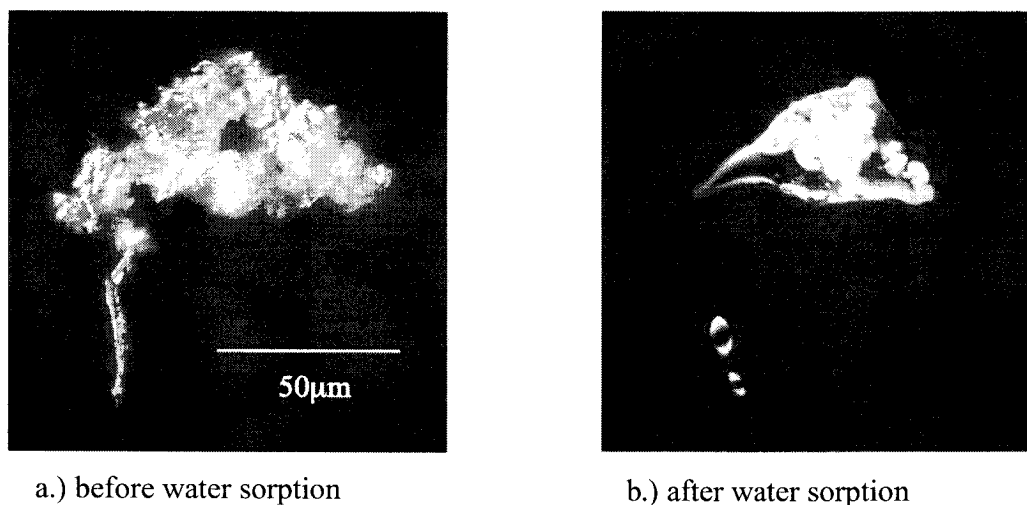 50μm
a.) before water sorption
b.) after water sorption